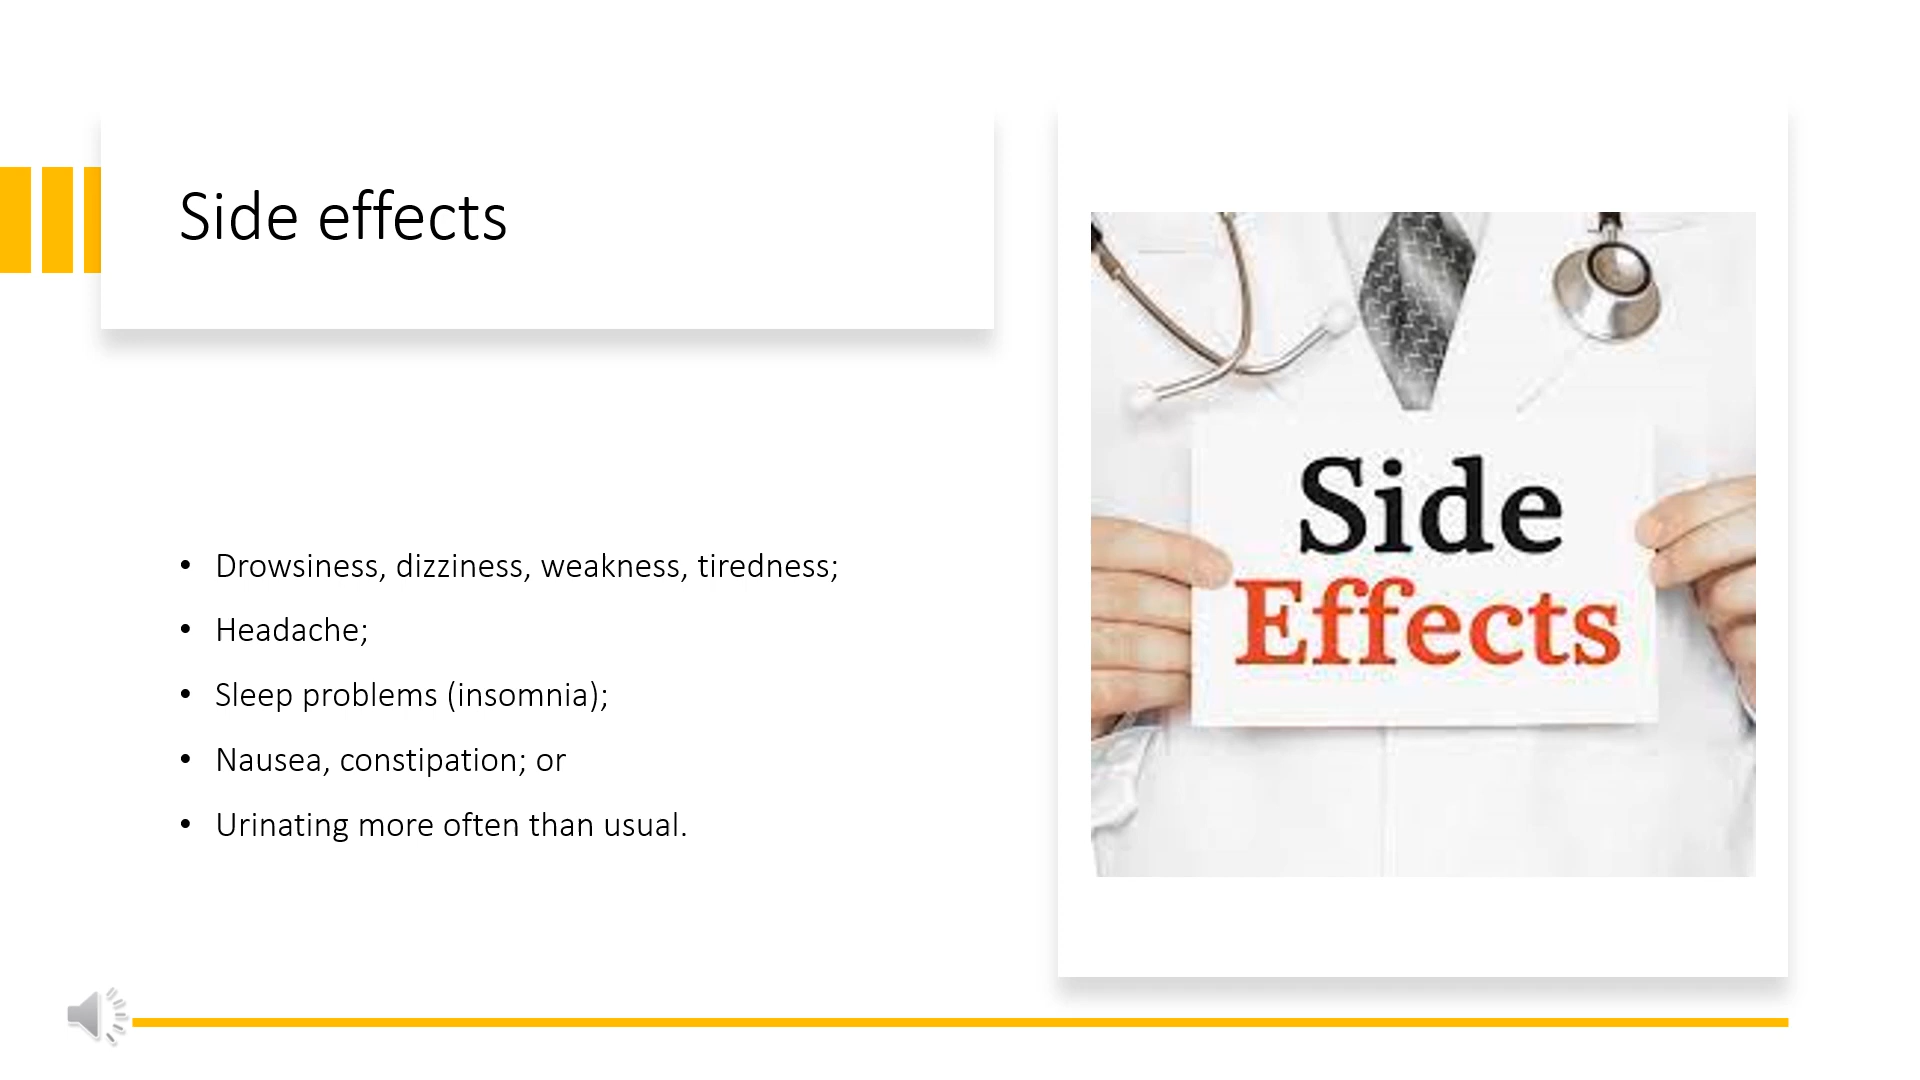 Side effects
• Drowsiness, dizziness, weakness, tiredness;
• Headache;
• Sleep problems (insomnia);
• Nausea, constipation; or
• Urinating more often than usual.
Side
Effects